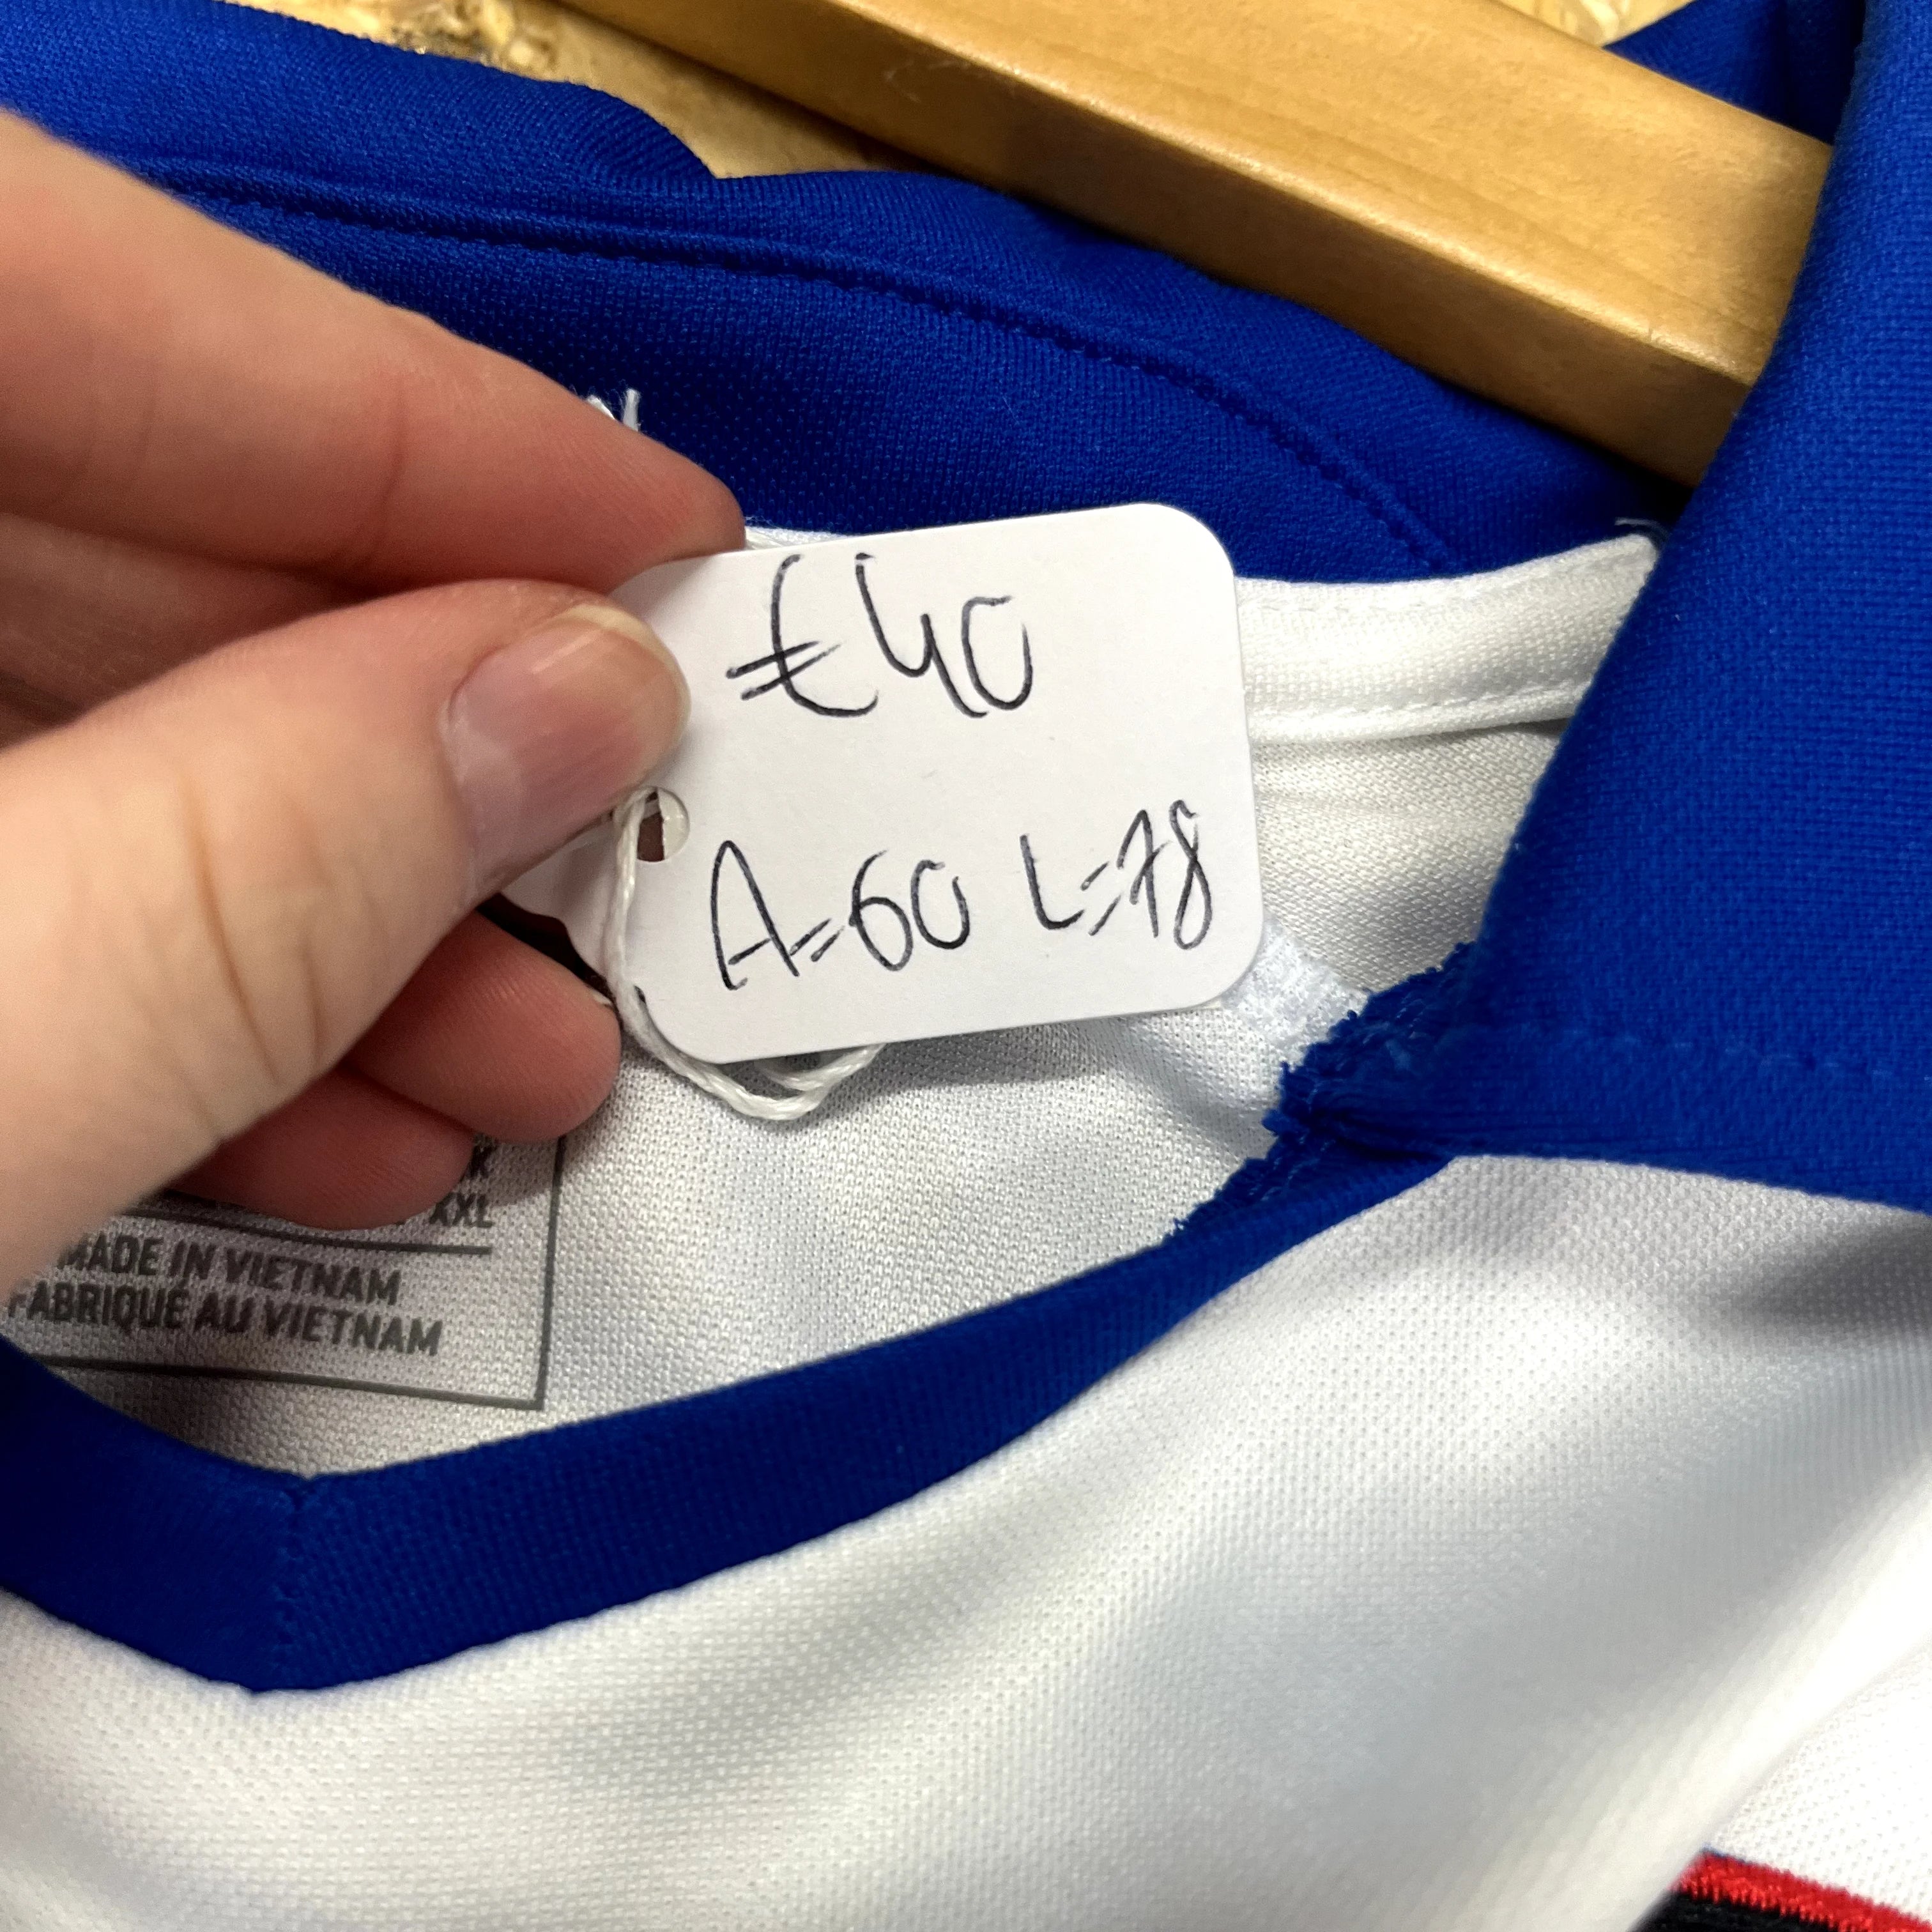 €40
A=60 L=78
XXL
MADE IN VIETNAM
FABRIQUÉ AU VIETNAM